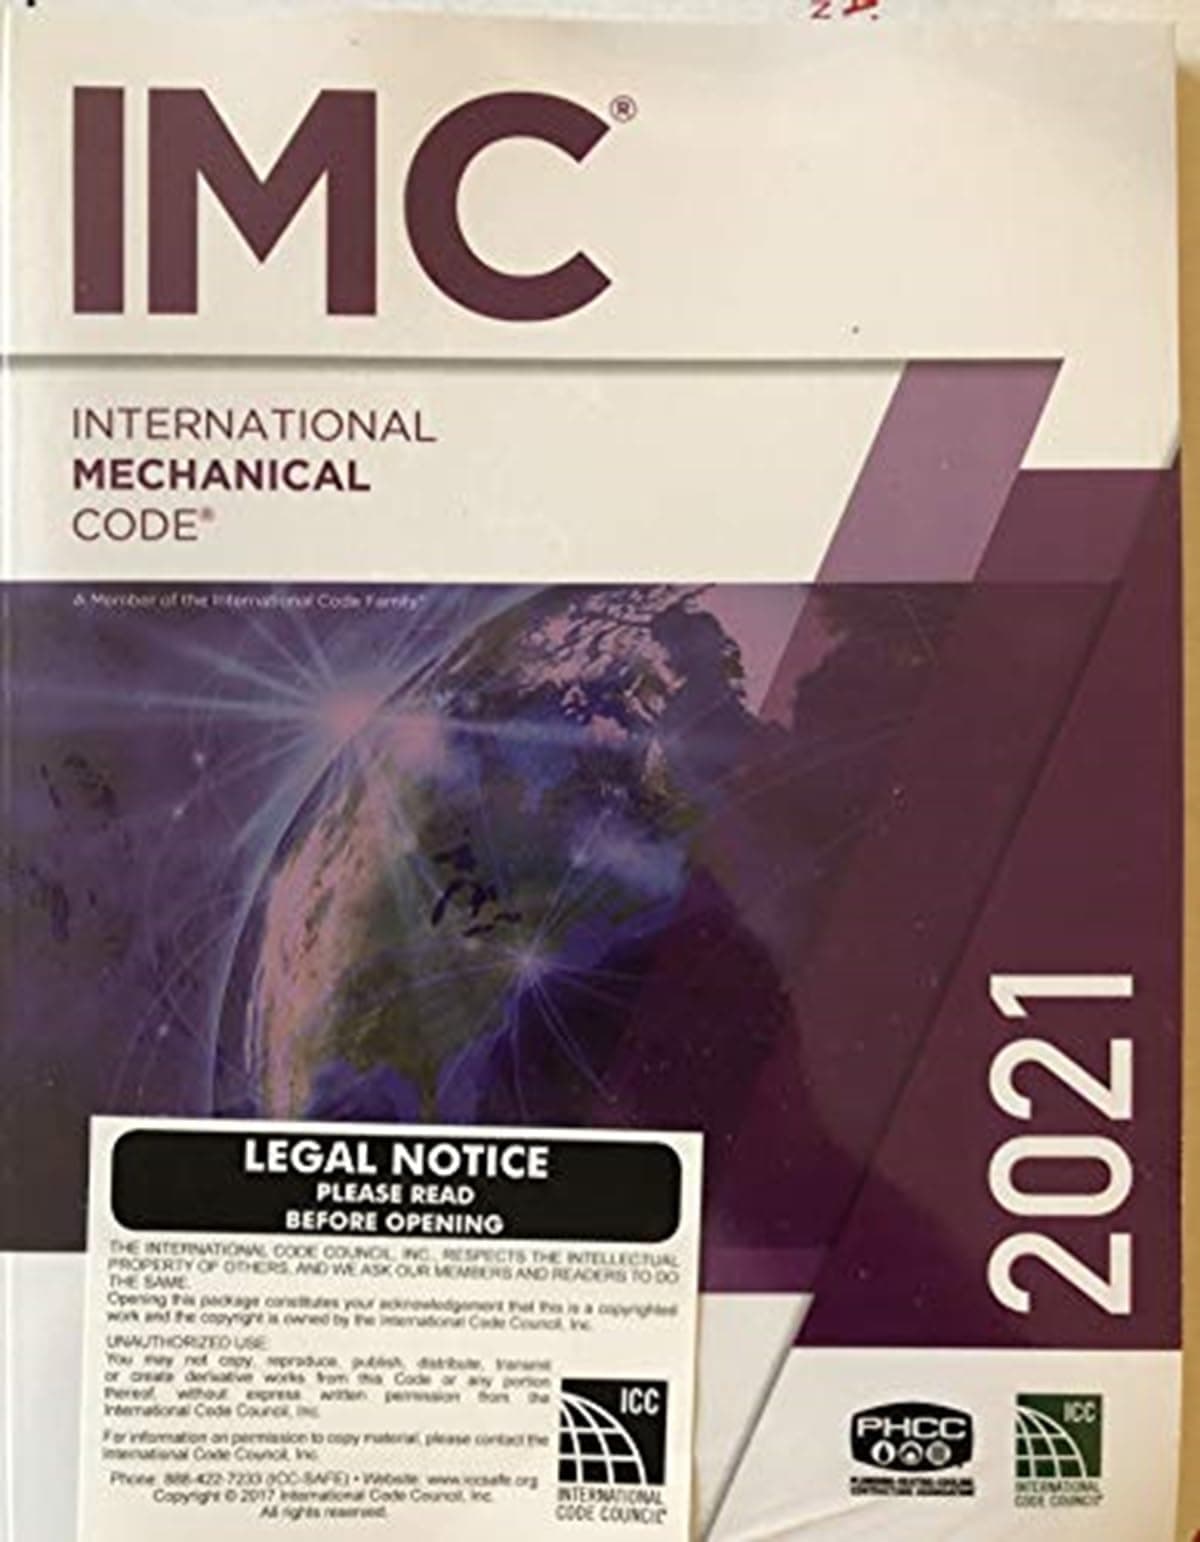 IMC®
INTERNATIONAL
MECHANICAL
CODE®
A Member of the International Code Family®
2021
LEGAL NOTICE
PLEASE READ
BEFORE OPENING
THE INTERNATIONAL CODE COUNCIL, INC., RESPECTS THE INTELLECTUAL
PROPERTY OF OTHERS, AND WE ASK OUR MEMBERS AND READERS TO DO
THE SAME.
Opening this package constitutes your acknowledgement that this is a copyrighted
work and the copyright is owned by the International Code Council, Inc.
UNAUTHORIZED USE:
You may not copy, reproduce, publish, distribute, transmit
or create derivative works from this Code or any portion
thereof, without express written permission from the
International Code Council, Inc.
For information on permission to copy material, please contact the
International Code Council, Inc.
Phone: 888-422-7233 (ICC-SAFE) • Website: www.iccsafe.org
Copyright © 2017 International Code Council, Inc.
All rights reserved.
ICC
INTERNATIONAL
CODE COUNCIL®
PHCC
PLUMBING-HEATING-COOLING
CONTRACTORS ASSOCIATION
ICC
INTERNATIONAL
CODE COUNCIL®